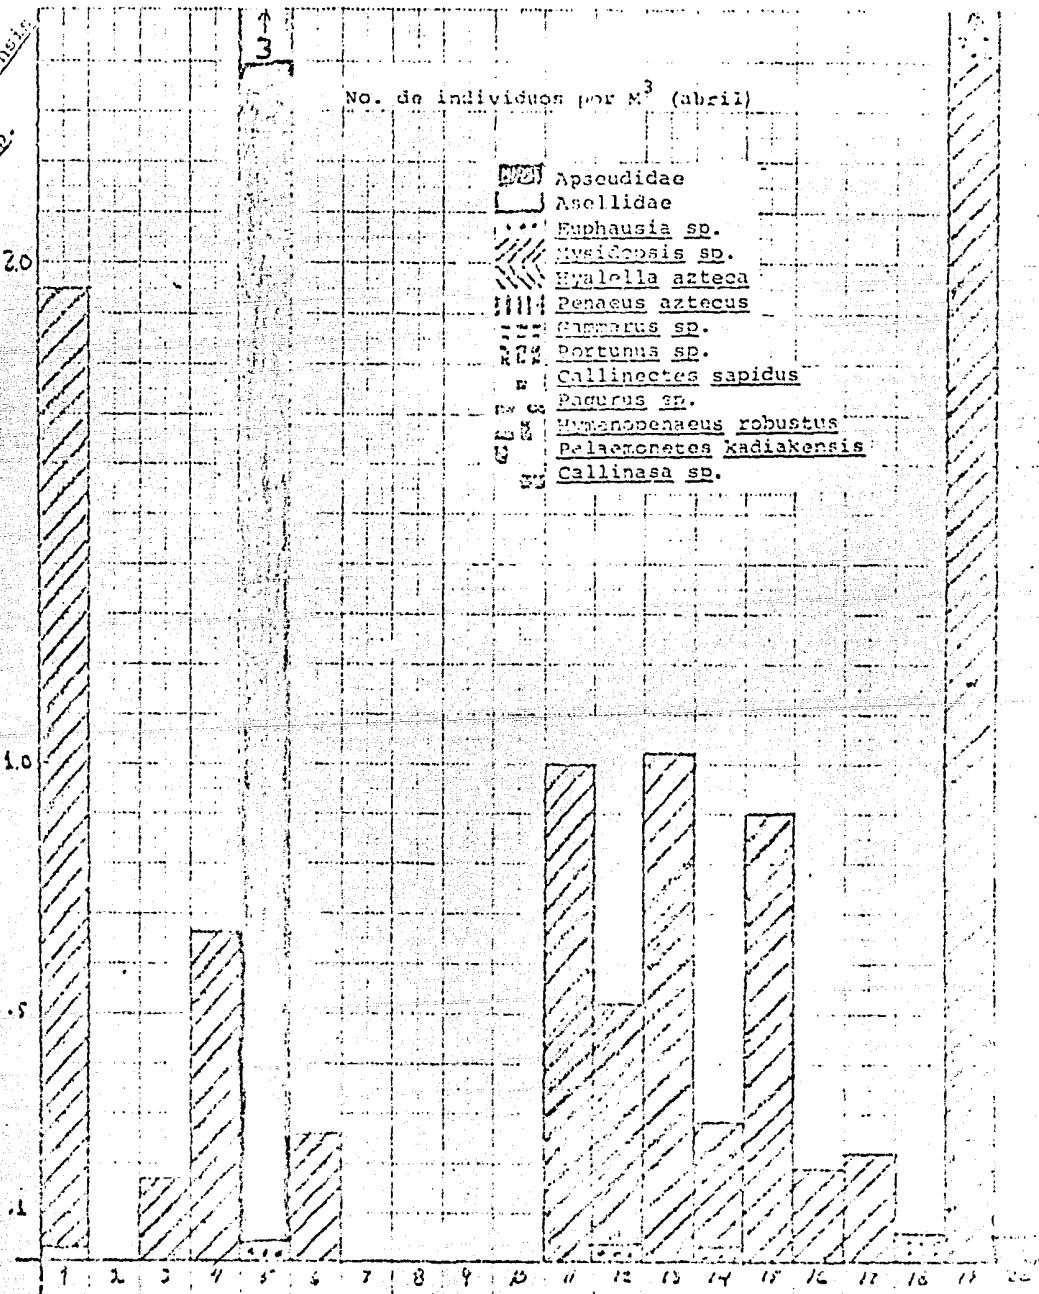 ↑
3
No. de individuos por M³ (abril)
Apseudidae
Asellidae
Euphausia sp.
Mysidopsis sp.
Hyalella azteca
Penaeus aztecus
Gammarus sp.
Portunus sp.
Callinectes sapidus
Pagurus sp.
Hymenopenaeus robustus
Pelaemonetes kadiakensis
Callinasa sp.
2.0
1.0
.5
.1
1 2 3 4 5 6 7 8 9 10 11 12 13 14 15 16 17 18 19 20